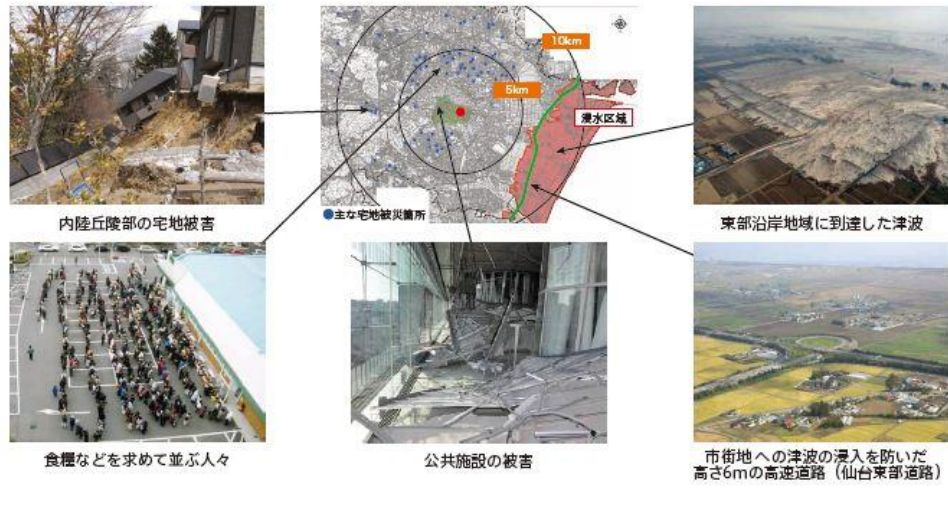 10km
5km
浸水区域
●主な宅地被災箇所
内陸丘陵部の宅地被害
東部沿岸地域に到達した津波
食糧などを求めて並ぶ人々
公共施設の被害
市街地への津波の浸入を防いだ
高さ6mの高速道路（仙台東部道路）